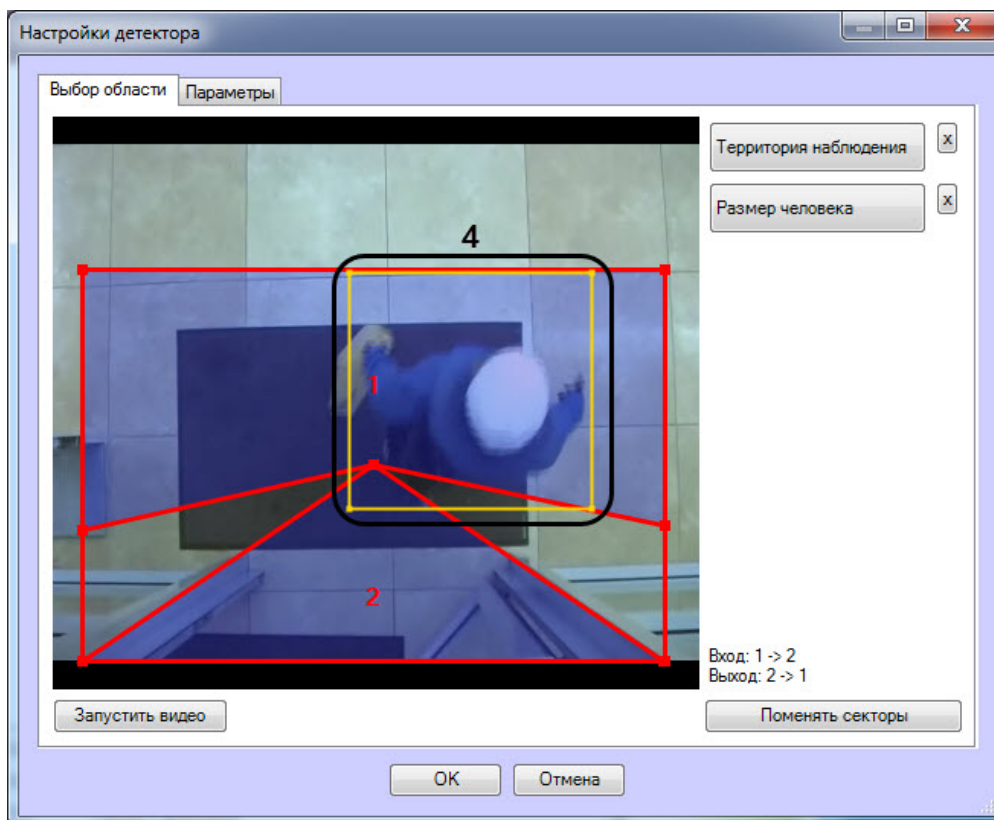 Настройки детектора
Выбор области
Параметры
Территория наблюдения
x
Размер человека
x
4
1
2
Вход: 1 -> 2
Выход: 2 -> 1
Запустить видео
Поменять секторы
OK
Отмена